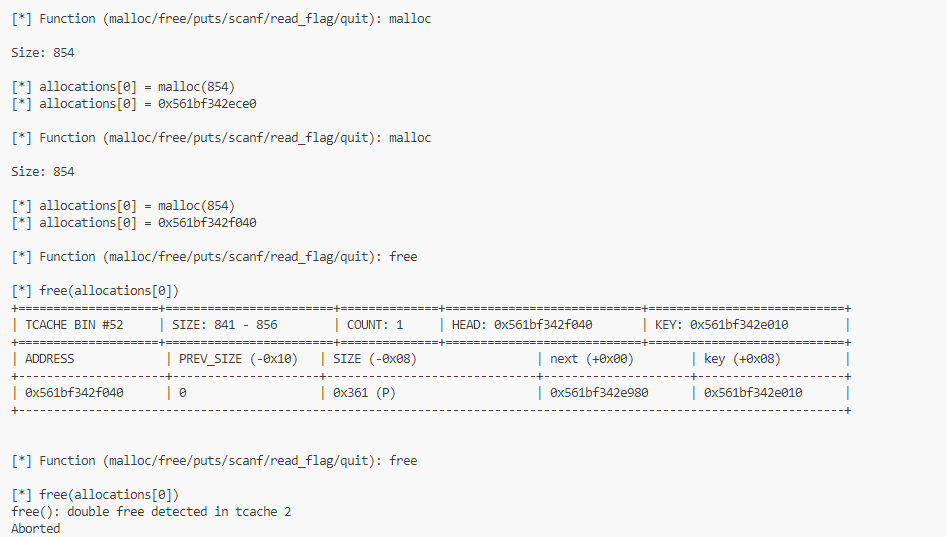 [*] Function (malloc/free/puts/scanf/read_flag/quit): malloc
Size: 854
[*] allocations[0] = malloc(854)
[*] allocations[0] = 0x561bf342ece0
[*] Function (malloc/free/puts/scanf/read_flag/quit): malloc
Size: 854
[*] allocations[0] = malloc(854)
[*] allocations[0] = 0x561bf342f040
[*] Function (malloc/free/puts/scanf/read_flag/quit): free
[*] free(allocations[0])
+====================+========================+==============+=============================+============================+
| TCACHE BIN #52 | SIZE: 841 - 856 | COUNT: 1 | HEAD: 0x561bf342f040 | KEY: 0x561bf342e010 |
+====================+========================+==============+=============================+============================+
| ADDRESS | PREV_SIZE (-0x10) | SIZE (-0x08) | next (+0x00) | key (+0x08) |
+---------------------+---------------------+------------------------------+---------------------+---------------------+
| 0x561bf342f040 | 0 | 0x361 (P) | 0x561bf342e980 | 0x561bf342e010 |
+----------------------------------------------------------------------------------------------------------------------+
[*] Function (malloc/free/puts/scanf/read_flag/quit): free
[*] free(allocations[0])
free(): double free detected in tcache 2
Aborted